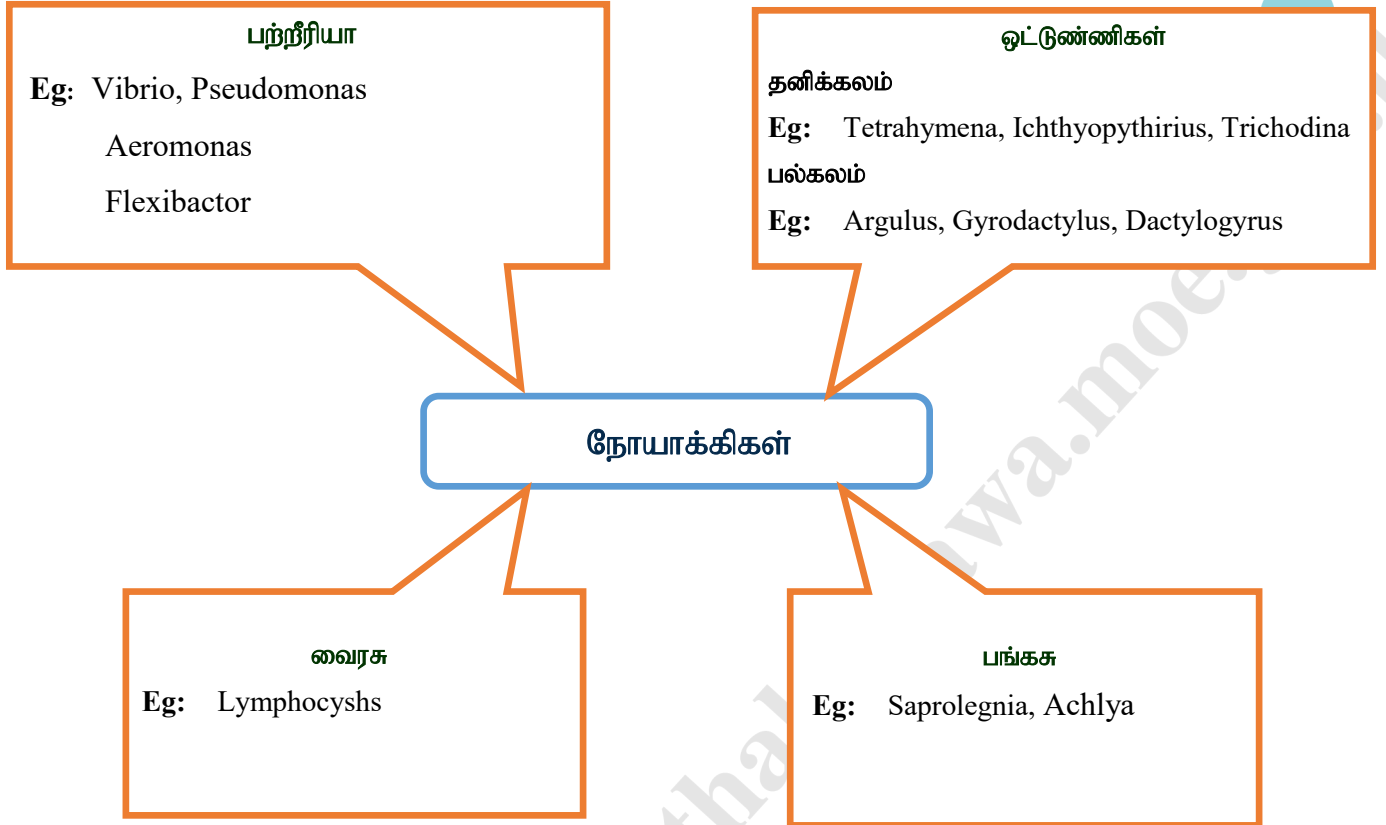 பற்றீரியா
Eg: Vibrio, Pseudomonas
Aeromonas
Flexibactor
ஒட்டுண்ணிகள்
தனிக்கலம்
Eg: Tetrahymena, Ichthyopythirius, Trichodina
பல்கலம்
Eg: Argulus, Gyrodactylus, Dactylogyrus
நோயாக்கிகள்
வைரசு
Eg: Lymphocyshs
பங்கசு
Eg: Saprolegnia, Achlya